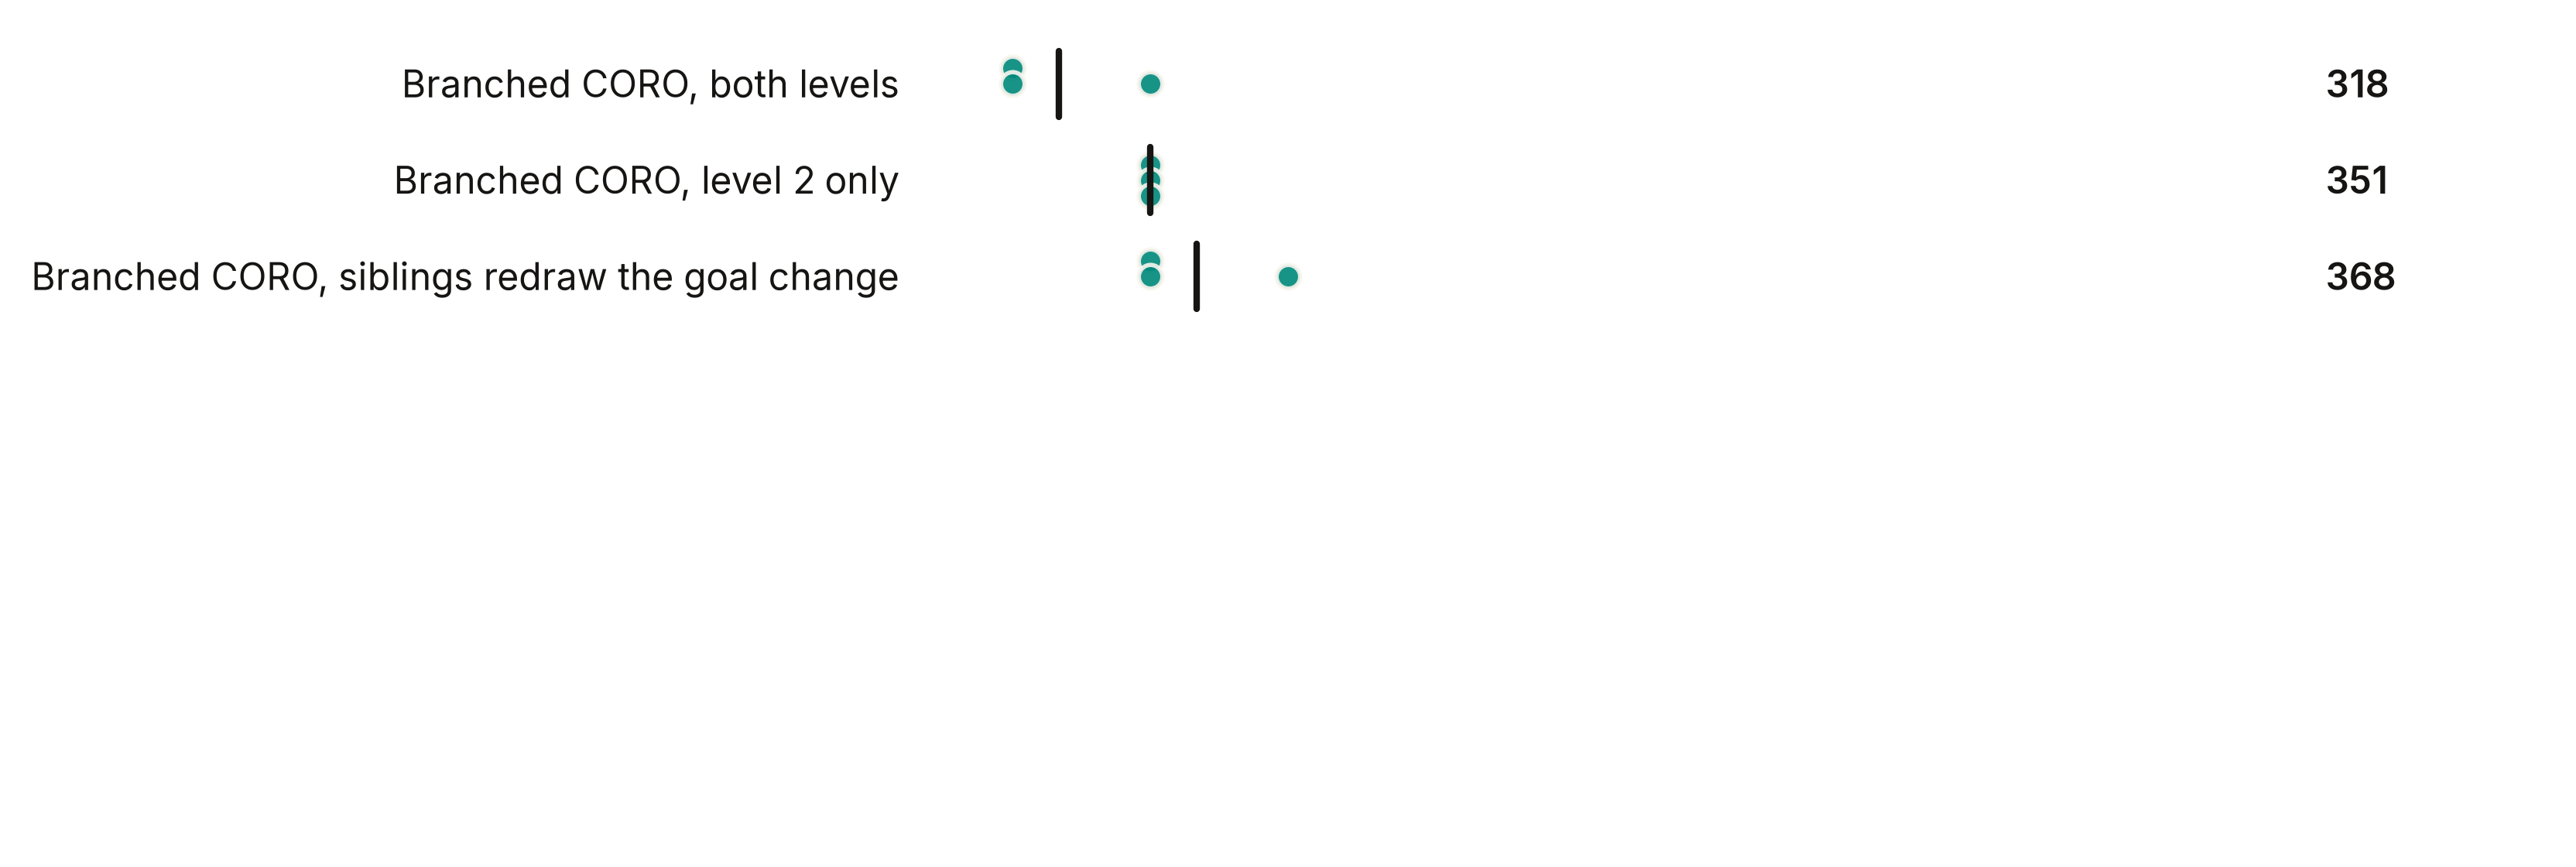 Branched CORO, both levels 318
Branched CORO, level 2 only 351
Branched CORO, siblings redraw the goal change 368